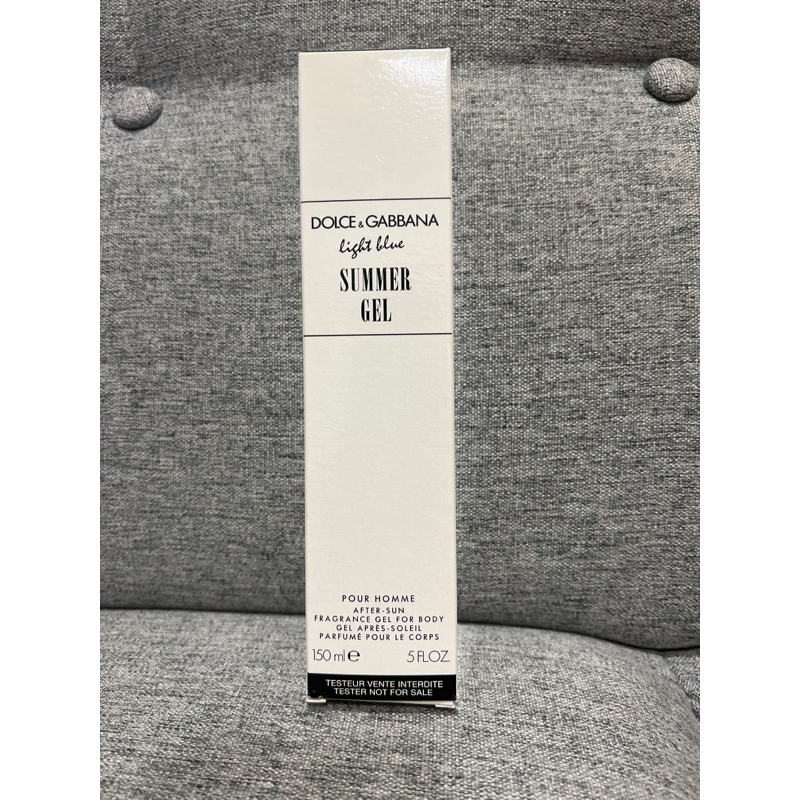 DOLCE & GABBANA
light blue
SUMMER
GEL
POUR HOMME
AFTER-SUN
FRAGRANCE GEL FOR BODY
GEL APRÈS-SOLEIL
PARFUMÉ POUR LE CORPS
150 ml e 5 FL.OZ.
TESTEUR VENTE INTERDITE
TESTER NOT FOR SALE